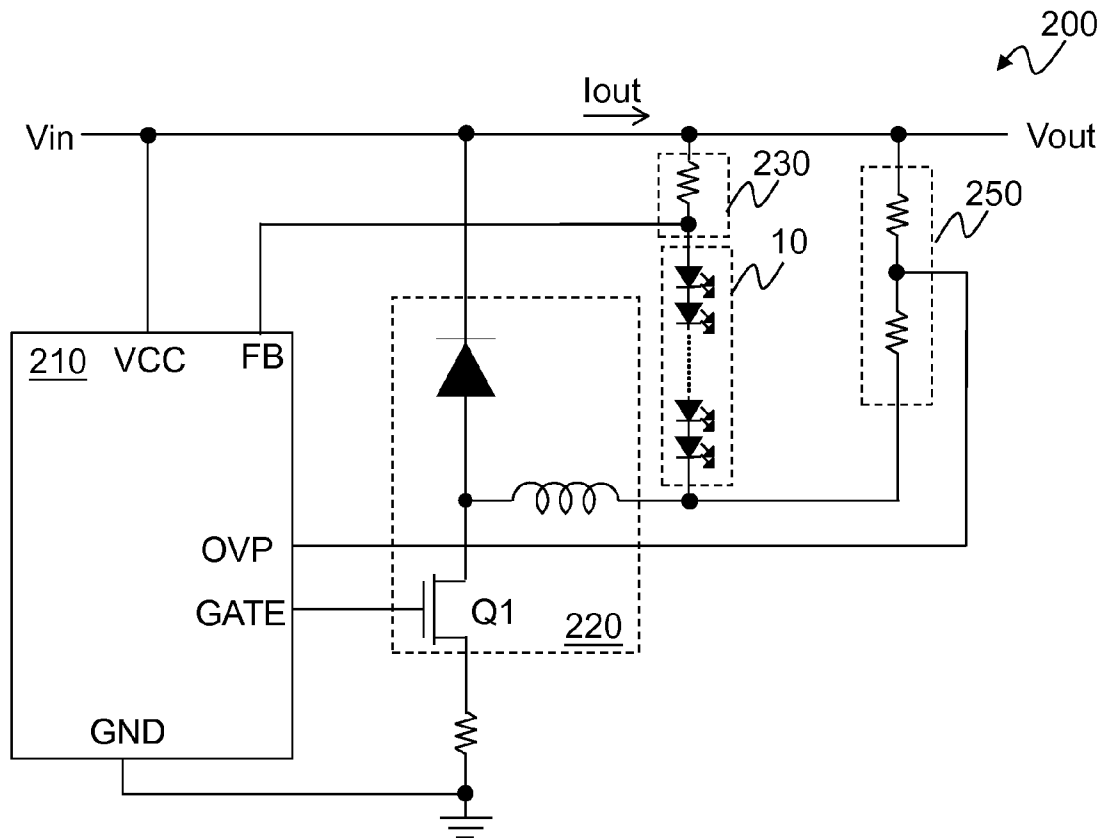 200
Iout
Vin
Vout
230
250
10
210
VCC
FB
OVP
GATE
Q1
220
GND